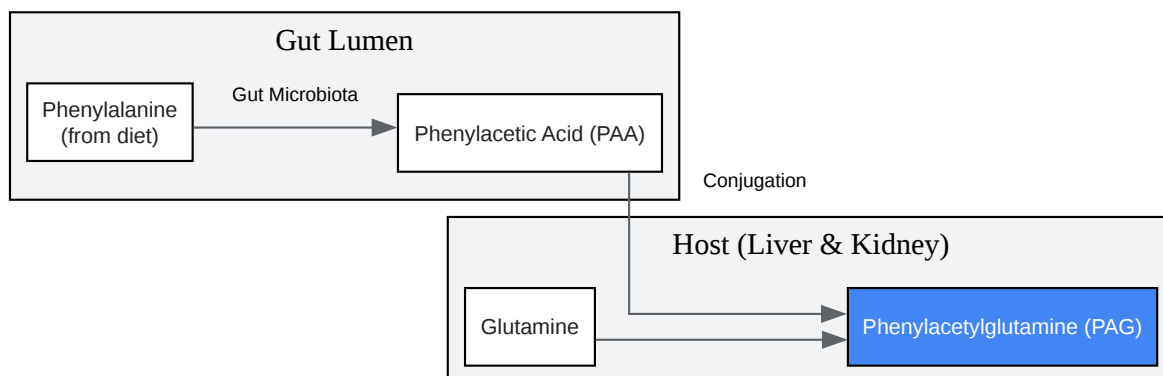 Gut Lumen
Phenylalanine
(from diet)
Gut Microbiota
Phenylacetic Acid (PAA)
Conjugation
Host (Liver & Kidney)
Glutamine
Phenylacetylglutamine (PAG)